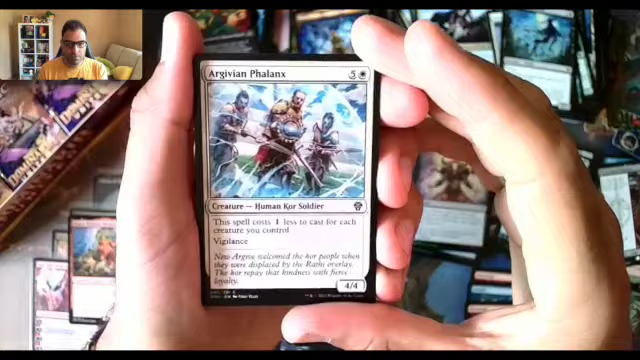 Argivian Phalanx 5
Creature — Human Kor Soldier
This spell costs 1 less to cast for each
creature you control
Vigilance
New Argive welcomed the kor people when
they were displaced by the Rathi overlay.
The kor repay that kindness with fierce
loyalty.
4/4